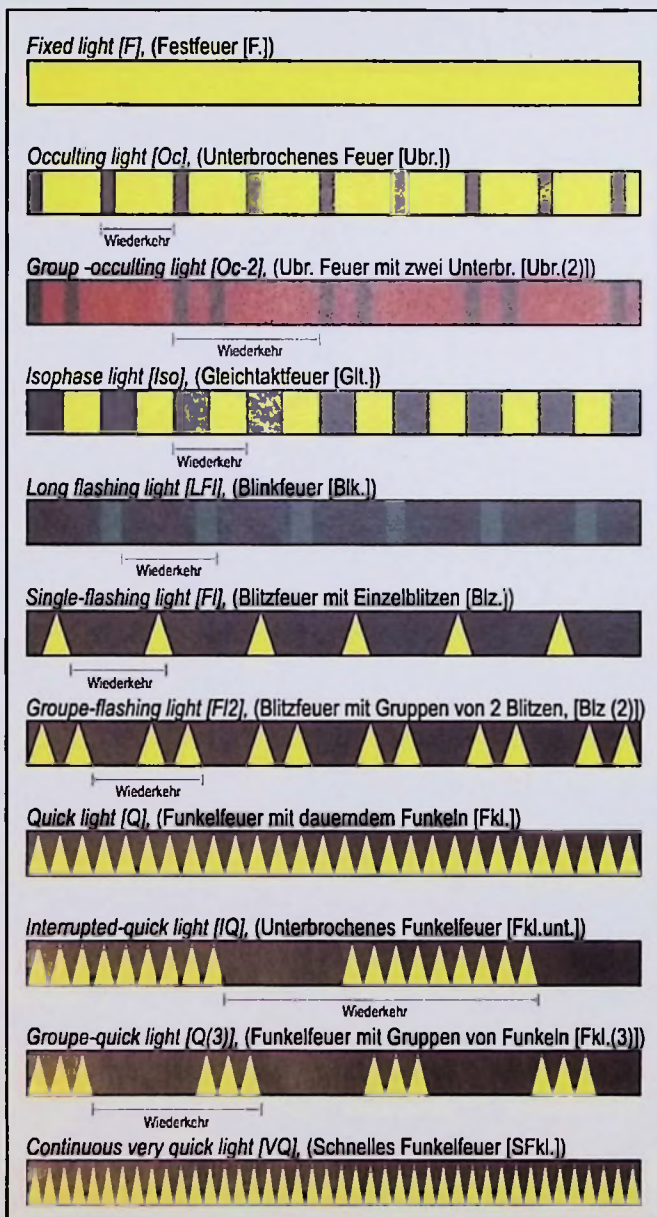 Fixed light [F], (Festfeuer [F.])
Occulting light [Oc], (Unterbrochenes Feuer [Ubr.])
Wiederkehr
Group -occulting light [Oc-2], (Ubr. Feuer mit zwei Unterbr. [Ubr.(2)])
Wiederkehr
Isophase light [Iso], (Gleichtaktfeuer [Glt.])
Wiederkehr
Long flashing light [LFl], (Blinkfeuer [Blk.])
Wiederkehr
Single-flashing light [Fl], (Blitzfeuer mit Einzelblitzen [Blz.])
Wiederkehr
Groupe-flashing light [Fl2], (Blitzfeuer mit Gruppen von 2 Blitzen, [Blz (2)])
Wiederkehr
Quick light [Q], (Funkelfeuer mit dauerndem Funkeln [Fkl.])
Interrupted-quick light [IQ], (Unterbrochenes Funkelfeuer [Fkl.unt.])
Wiederkehr
Groupe-quick light [Q(3)], (Funkelfeuer mit Gruppen von Funkeln [Fkl.(3)])
Wiederkehr
Continuous very quick light [VQ], (Schnelles Funkelfeuer [SFkl.])